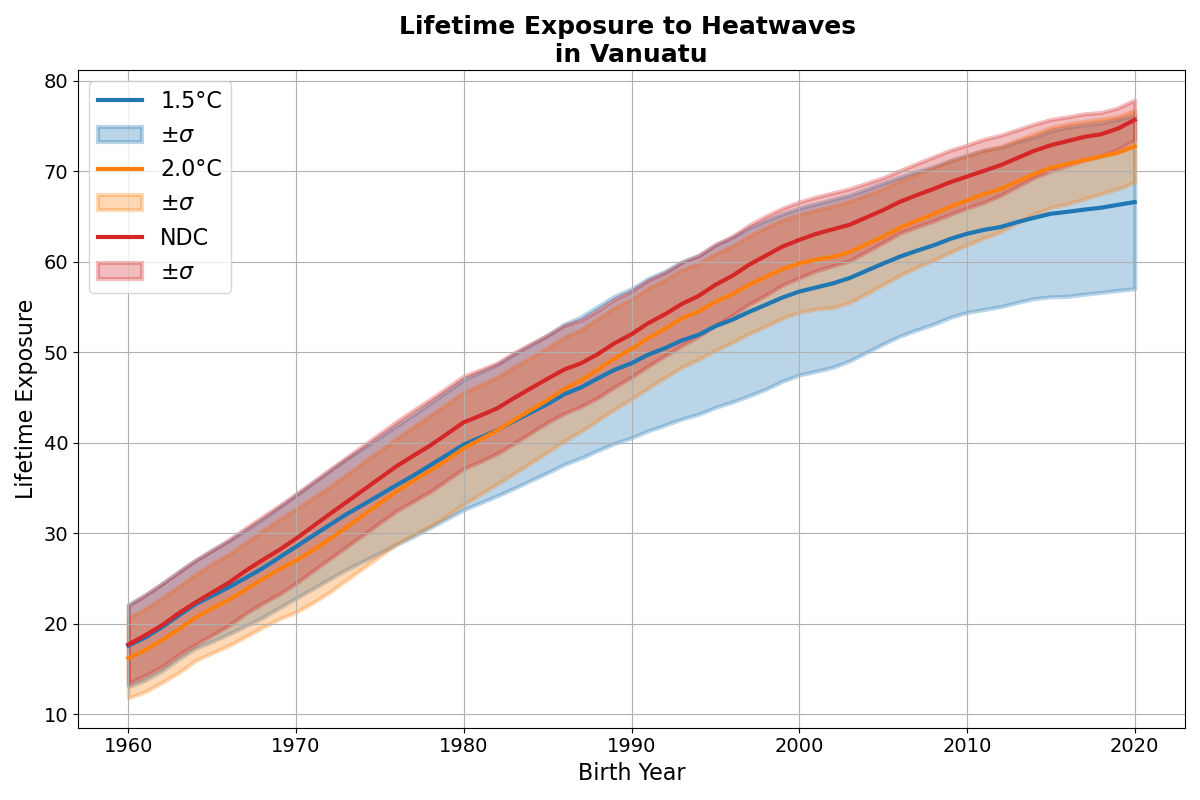 Lifetime Exposure to Heatwaves
in Vanuatu
1.5°C
±σ
2.0°C
±σ
NDC
±σ
Lifetime Exposure
80
70
60
50
40
30
20
10
1960 1970 1980 1990 2000 2010 2020
Birth Year